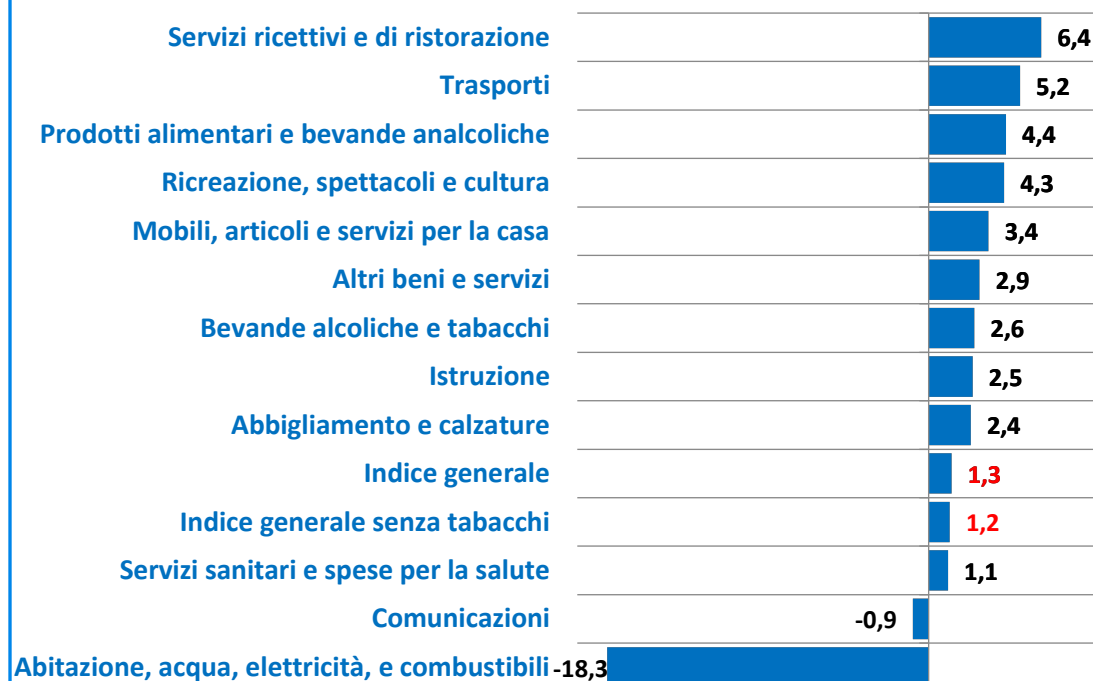 Servizi ricettivi e di ristorazione 6,4
Trasporti 5,2
Prodotti alimentari e bevande analcoliche 4,4
Ricreazione, spettacoli e cultura 4,3
Mobili, articoli e servizi per la casa 3,4
Altri beni e servizi 2,9
Bevande alcoliche e tabacchi 2,6
Istruzione 2,5
Abbigliamento e calzature 2,4
Indice generale 1,3
Indice generale senza tabacchi 1,2
Servizi sanitari e spese per la salute 1,1
Comunicazioni -0,9
Abitazione, acqua, elettricità, e combustibili -18,3